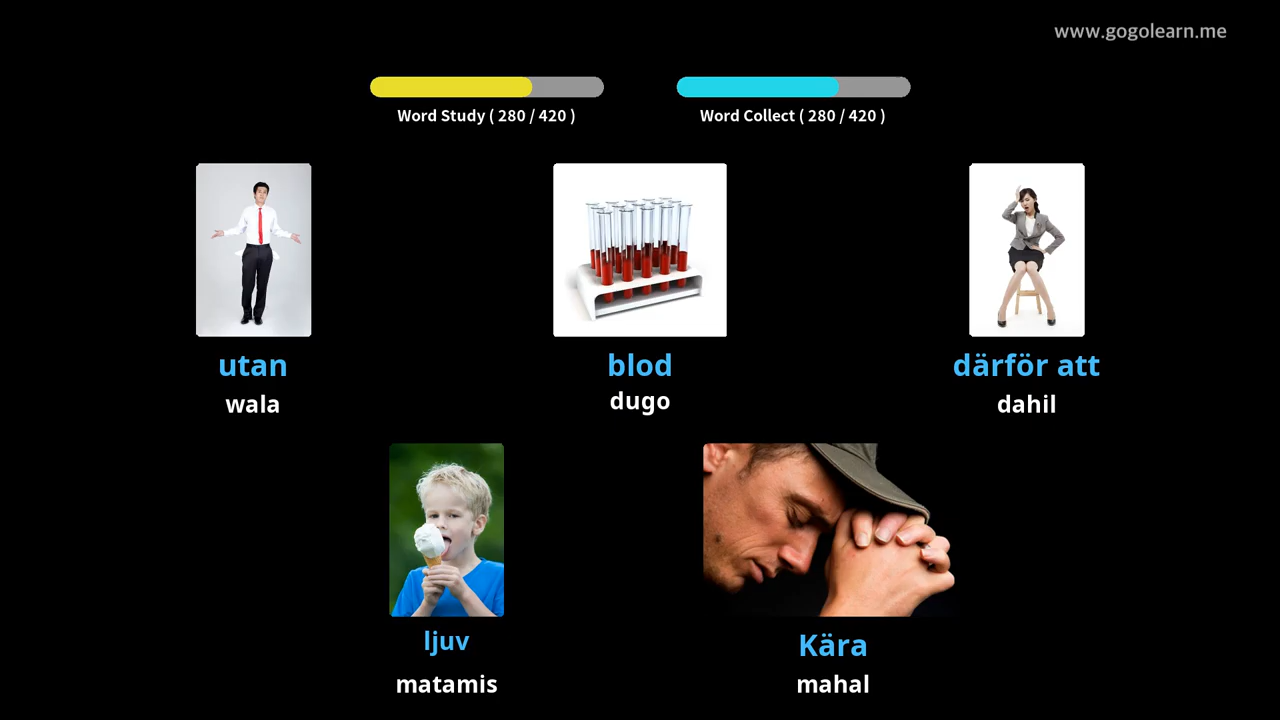 www.gogolearn.me
Word Study ( 280 / 420 )
Word Collect ( 280 / 420 )
utan
wala
blod
dugo
därför att
dahil
ljuv
matamis
Kära
mahal